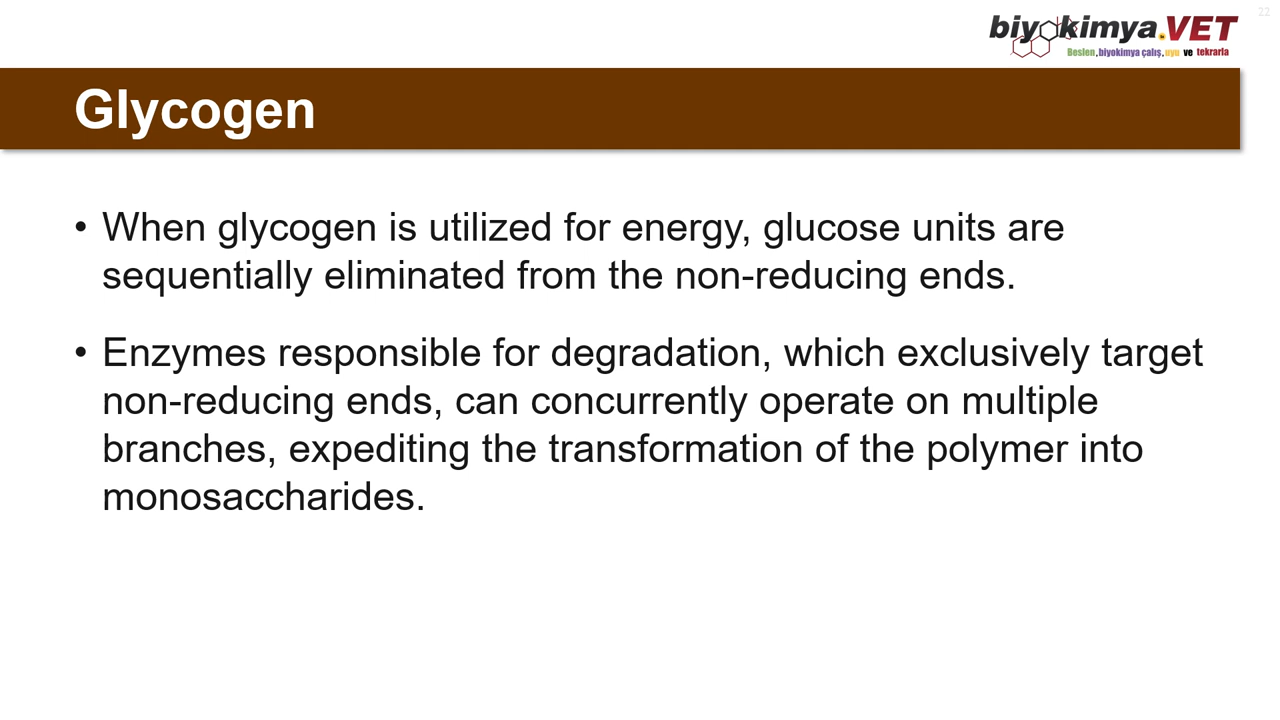 22
biyokimya.VET
Beslen, biyokimya çalış, uyu ve tekrarla
Glycogen
• When glycogen is utilized for energy, glucose units are
sequentially eliminated from the non-reducing ends.
• Enzymes responsible for degradation, which exclusively target
non-reducing ends, can concurrently operate on multiple
branches, expediting the transformation of the polymer into
monosaccharides.